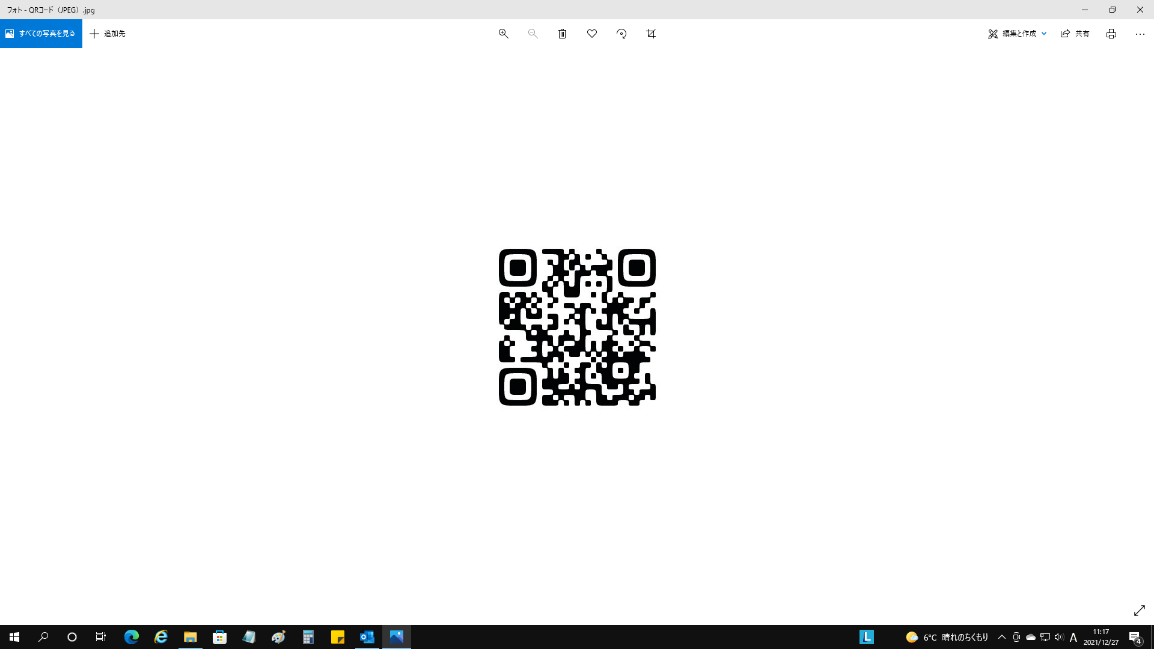 フォト - QRコード（JPEG）.jpg
すべての写真を見る
追加先
編集と作成
共有
L
6°C 晴れのちくもり
A
11:17
2021/12/27
4